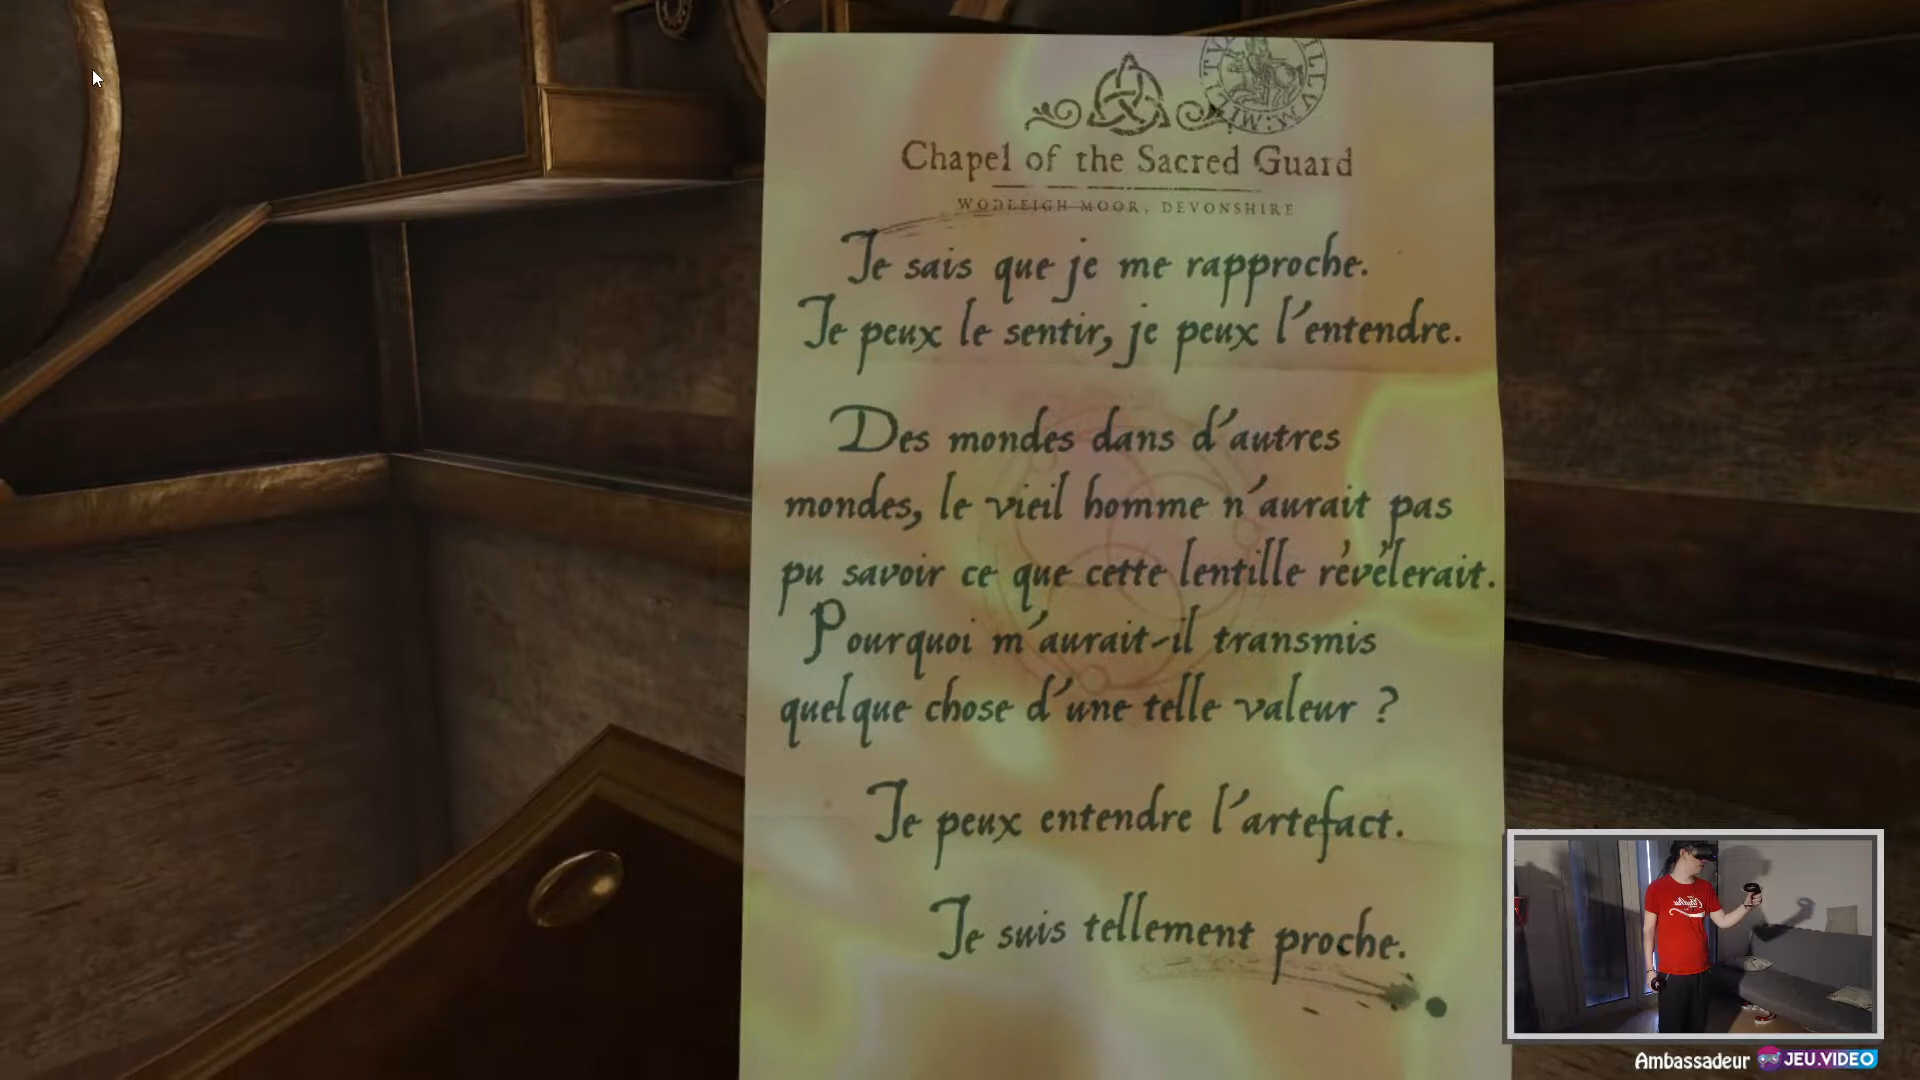 Chapel of the Sacred Guard
WODLEIGH MOOR, DEVONSHIRE
Je sais que je me rapproche.
Je peux le sentir, je peux l'entendre.
Des mondes dans d'autres
mondes, le vieil homme n'aurait pas
pu savoir ce que cette lentille révélerait.
Pourquoi m'aurait-il transmis
quelque chose d'une telle valeur ?
Je peux entendre l'artefact.
Je suis tellement proche.
Ambassadeur JEU.VIDEO